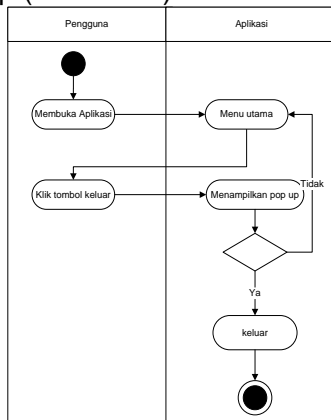 Pengguna
Aplikasi
Membuka Aplikasi
Menu utama
Klik tombol keluar
Menampilkan pop up
Tidak
Ya
keluar